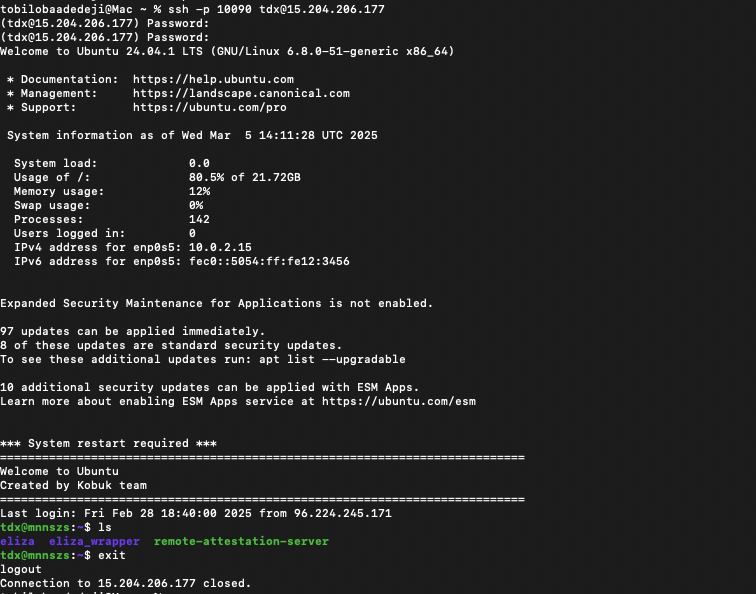 tobilobaadedeji@Mac ~ % ssh -p 10090 tdx@15.204.206.177
(tdx@15.204.206.177) Password:
(tdx@15.204.206.177) Password:
Welcome to Ubuntu 24.04.1 LTS (GNU/Linux 6.8.0-51-generic x86_64)
* Documentation:  https://help.ubuntu.com
* Management:     https://landscape.canonical.com
* Support:        https://ubuntu.com/pro
System information as of Wed Mar  5 14:11:28 UTC 2025
System load:             0.0
Usage of /:              80.5% of 21.72GB
Memory usage:            12%
Swap usage:              0%
Processes:               142
Users logged in:         0
IPv4 address for enp0s5: 10.0.2.15
IPv6 address for enp0s5: fec0::5054:ff:fe12:3456
Expanded Security Maintenance for Applications is not enabled.
97 updates can be applied immediately.
8 of these updates are standard security updates.
To see these additional updates run: apt list --upgradable
10 additional security updates can be applied with ESM Apps.
Learn more about enabling ESM Apps service at https://ubuntu.com/esm
*** System restart required ***
===========================================================================
Welcome to Ubuntu
Created by Kobuk team
===========================================================================
Last login: Fri Feb 28 18:40:00 2025 from 96.224.245.171
tdx@mnnszs:~$ ls
eliza  eliza_wrapper  remote-attestation-server
tdx@mnnszs:~$ exit
logout
Connection to 15.204.206.177 closed.